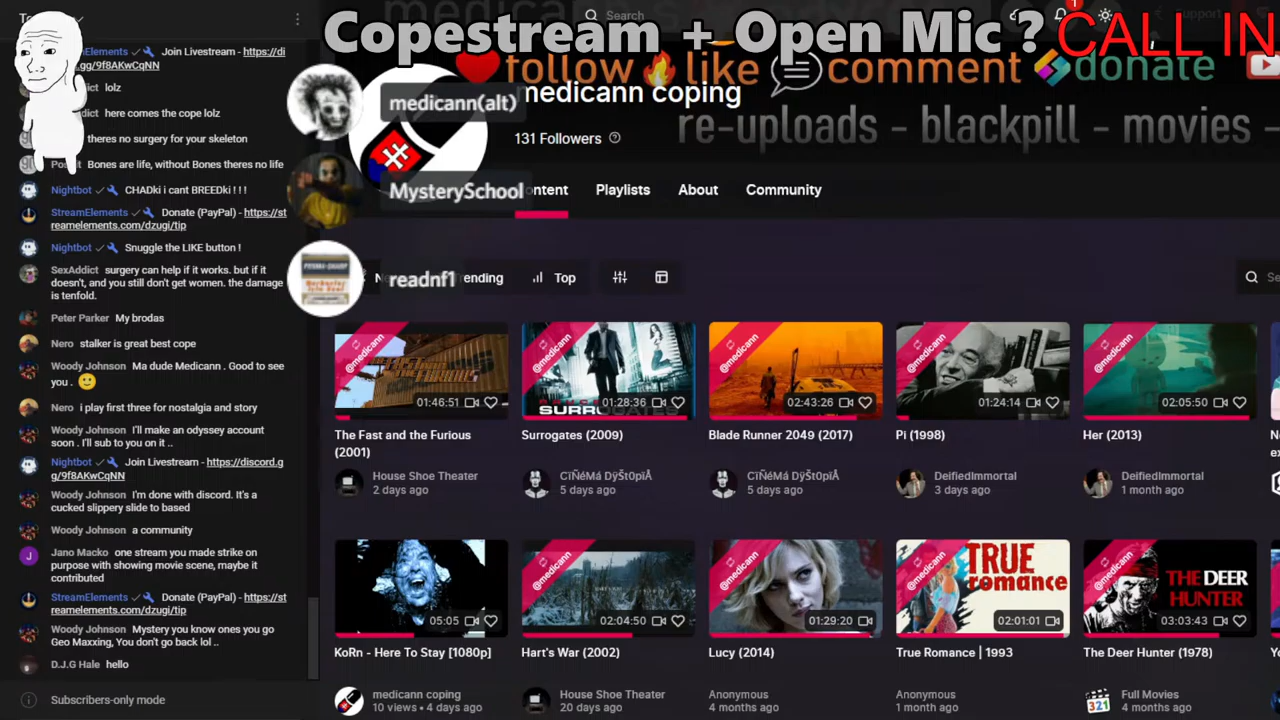 Copestream + Open Mic ? CALL IN
Search
follow like comment donate
medicann(alt)
medicann coping
131 Followers
re-uploads - blackpill - movies -
MysterySchool
Playlists
About
Community
readnf1
Top
ElEments
Join Livestream - https://di
.gg/9f8AKwCqNN
lolz
here comes the cope lolz
theres no surgery for your skeleton
Bones are life, without Bones theres no life
Nightbot CHADki i cant BREEDki ! ! !
StreamElements Donate (PayPal) - https://st
reamelements.com/dzugi/tip
Nightbot Snuggle the LIKE button !
SexAddict surgery can help if it works. but if it
doesn't, and you still don't get women. the damage
is tenfold.
Peter Parker My brodas
Nero stalker is great best cope
Woody Johnson Ma dude Medicann . Good to see
you .
Nero i play first three for nostalgia and story
Woody Johnson I'll make an odyssey account
soon . I'll sub to you on it ..
Nightbot Join Livestream - https://discord.g
g/9f8AKwCqNN
Woody Johnson I'm done with discord. It's a
cucked slippery slide to based
Woody Johnson a community
Jano Macko one stream you made strike on
purpose with showing movie scene, maybe it
contributed
StreamElements Donate (PayPal) - https://st
reamelements.com/dzugi/tip
Woody Johnson Mystery you know ones you go
Geo Maxxing, You don't go back lol ..
D.J.G Hale hello
Subscribers-only mode
@medicann
01:46:51
The Fast and the Furious
(2001)
House Shoe Theater
2 days ago
@medicann
SURROGATES
01:28:36
Surrogates (2009)
CïÑéMá DÿŠt0pïÅ
5 days ago
@medicann
02:43:26
Blade Runner 2049 (2017)
CïÑéMá DÿŠt0pïÅ
5 days ago
@medicann
01:24:14
Pi (1998)
DeifiedImmortal
3 days ago
@medicann
02:05:50
Her (2013)
DeifiedImmortal
1 month ago
05:05
KoRn - Here To Stay [1080p]
medicann coping
10 views • 4 days ago
@medicann
02:04:50
Hart's War (2002)
House Shoe Theater
20 days ago
@medicann
01:29:20
Lucy (2014)
Anonymous
4 months ago
@medicann
TRUE
romance
02:01:01
True Romance | 1993
Anonymous
1 month ago
@medicann
THE DEER
HUNTER
03:03:43
The Deer Hunter (1978)
Full Movies
4 months ago